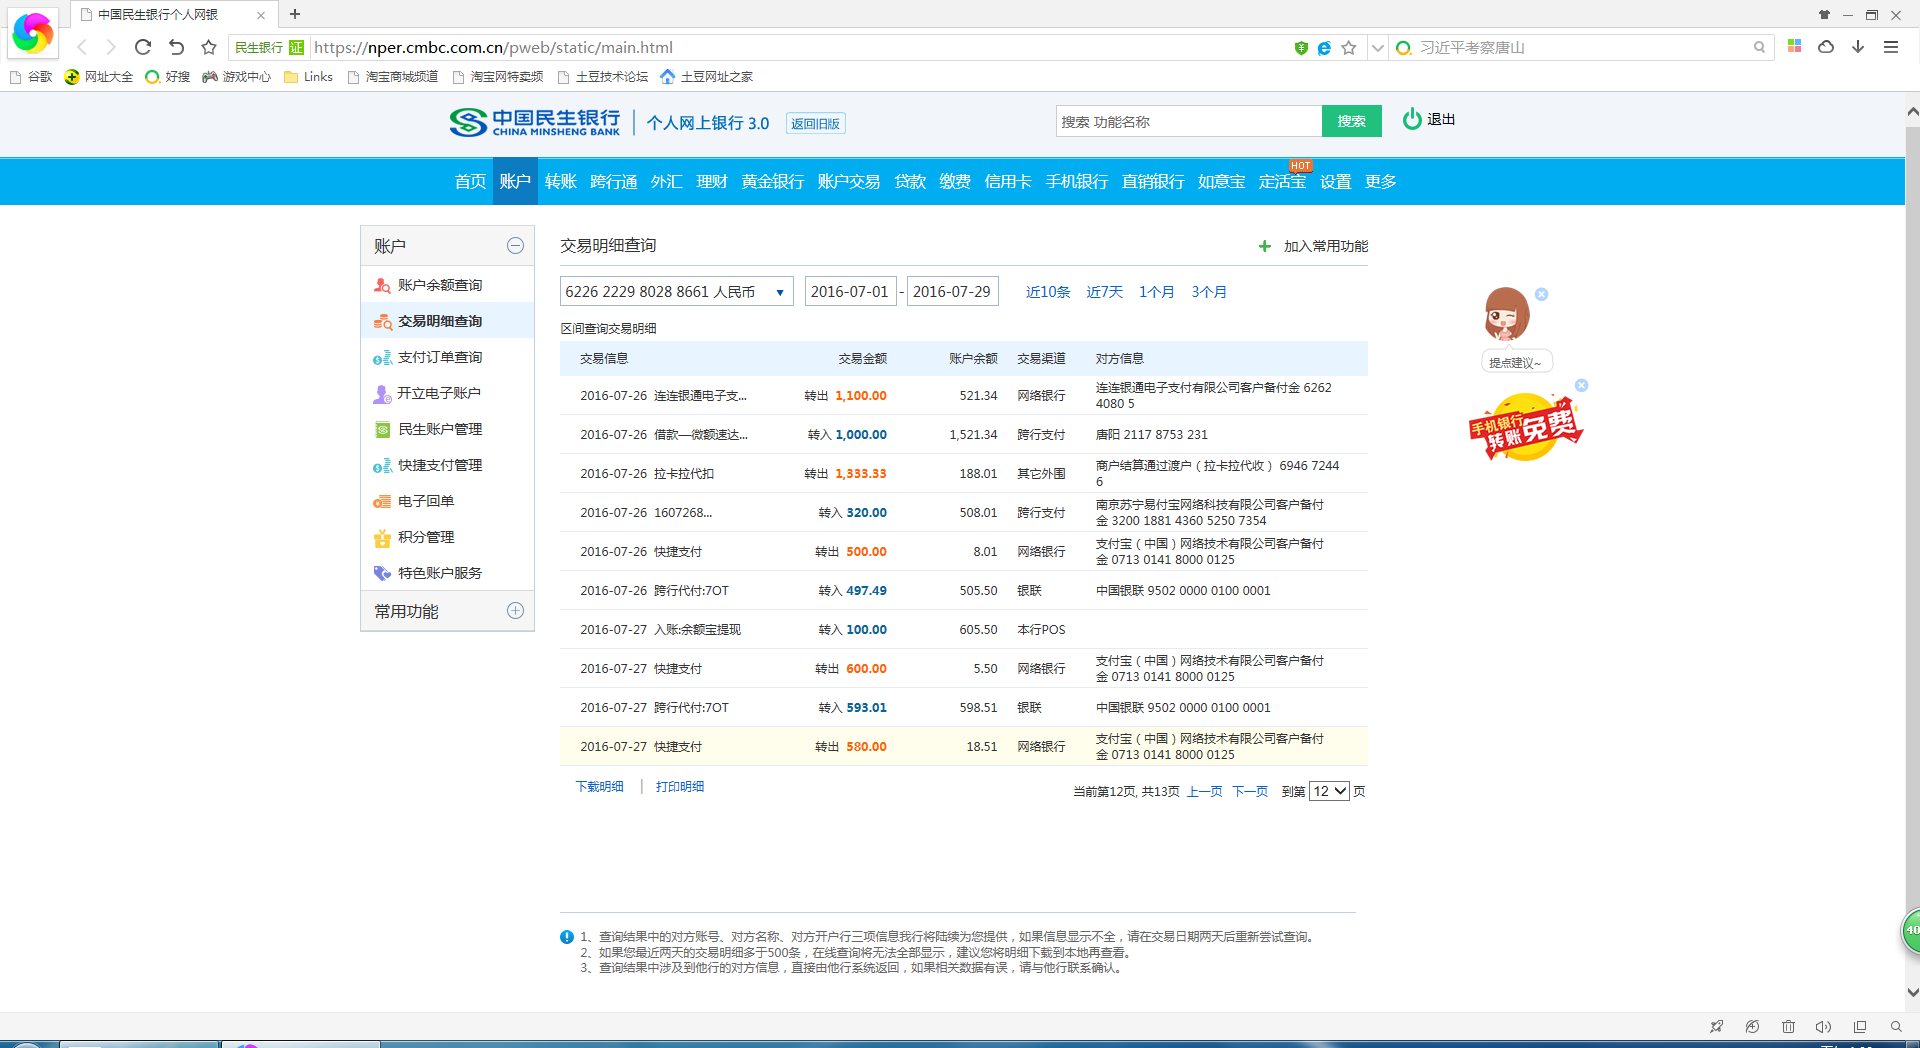 中国民生银行个人网银
民生银行 证 https://nper.cmbc.com.cn/pweb/static/main.html
习近平考察唐山
谷歌 网址大全 好搜 游戏中心 Links 淘宝商城频道 淘宝网特卖频 土豆技术论坛 土豆网址之家
中国民生银行
CHINA MINSHENG BANK
个人网上银行 3.0 返回旧版
搜索 功能名称 搜索 退出
HOT
首页 账户 转账 跨行通 外汇 理财 黄金银行 账户交易 贷款 缴费 信用卡 手机银行 直销银行 如意宝 定活宝 设置 更多
账户
账户余额查询
交易明细查询
支付订单查询
开立电子账户
民生账户管理
快捷支付管理
电子回单
积分管理
特色账户服务
常用功能
交易明细查询 加入常用功能
6226 2229 8028 8661 人民币 2016-07-01 - 2016-07-29 近10条 近7天 1个月 3个月
区间查询交易明细
交易信息 交易金额 账户余额 交易渠道 对方信息
2016-07-26 连连银通电子支... 转出 1,100.00 521.34 网络银行 连连银通电子支付有限公司客户备付金 6262
4080 5
2016-07-26 借款—微额速达... 转入 1,000.00 1,521.34 跨行支付 唐阳 2117 8753 231
2016-07-26 拉卡拉代扣 转出 1,333.33 188.01 其它外围 商户结算通过渡户（拉卡拉代收） 6946 7244
6
2016-07-26 1607268... 转入 320.00 508.01 跨行支付 南京苏宁易付宝网络科技有限公司客户备付
金 3200 1881 4360 5250 7354
2016-07-26 快捷支付 转出 500.00 8.01 网络银行 支付宝（中国）网络技术有限公司客户备付
金 0713 0141 8000 0125
2016-07-26 跨行代付:7OT 转入 497.49 505.50 银联 中国银联 9502 0000 0100 0001
2016-07-27 入账:余额宝提现 转入 100.00 605.50 本行POS
2016-07-27 快捷支付 转出 600.00 5.50 网络银行 支付宝（中国）网络技术有限公司客户备付
金 0713 0141 8000 0125
2016-07-27 跨行代付:7OT 转入 593.01 598.51 银联 中国银联 9502 0000 0100 0001
2016-07-27 快捷支付 转出 580.00 18.51 网络银行 支付宝（中国）网络技术有限公司客户备付
金 0713 0141 8000 0125
下载明细 | 打印明细 当前第12页, 共13页 上一页 下一页 到第 12 页
提点建议~
手机银行
转账免费
1、查询结果中的对方账号、对方名称、对方开户行三项信息我行将陆续为您提供，如果信息显示不全，请在交易日期两天后重新尝试查询。
2、如果您最近两天的交易明细多于500条，在线查询将无法全部显示，建议您将明细下载到本地再查看。
3、查询结果中涉及到他行的对方信息，直接由他行系统返回，如果相关数据有误，请与他行联系确认。
40